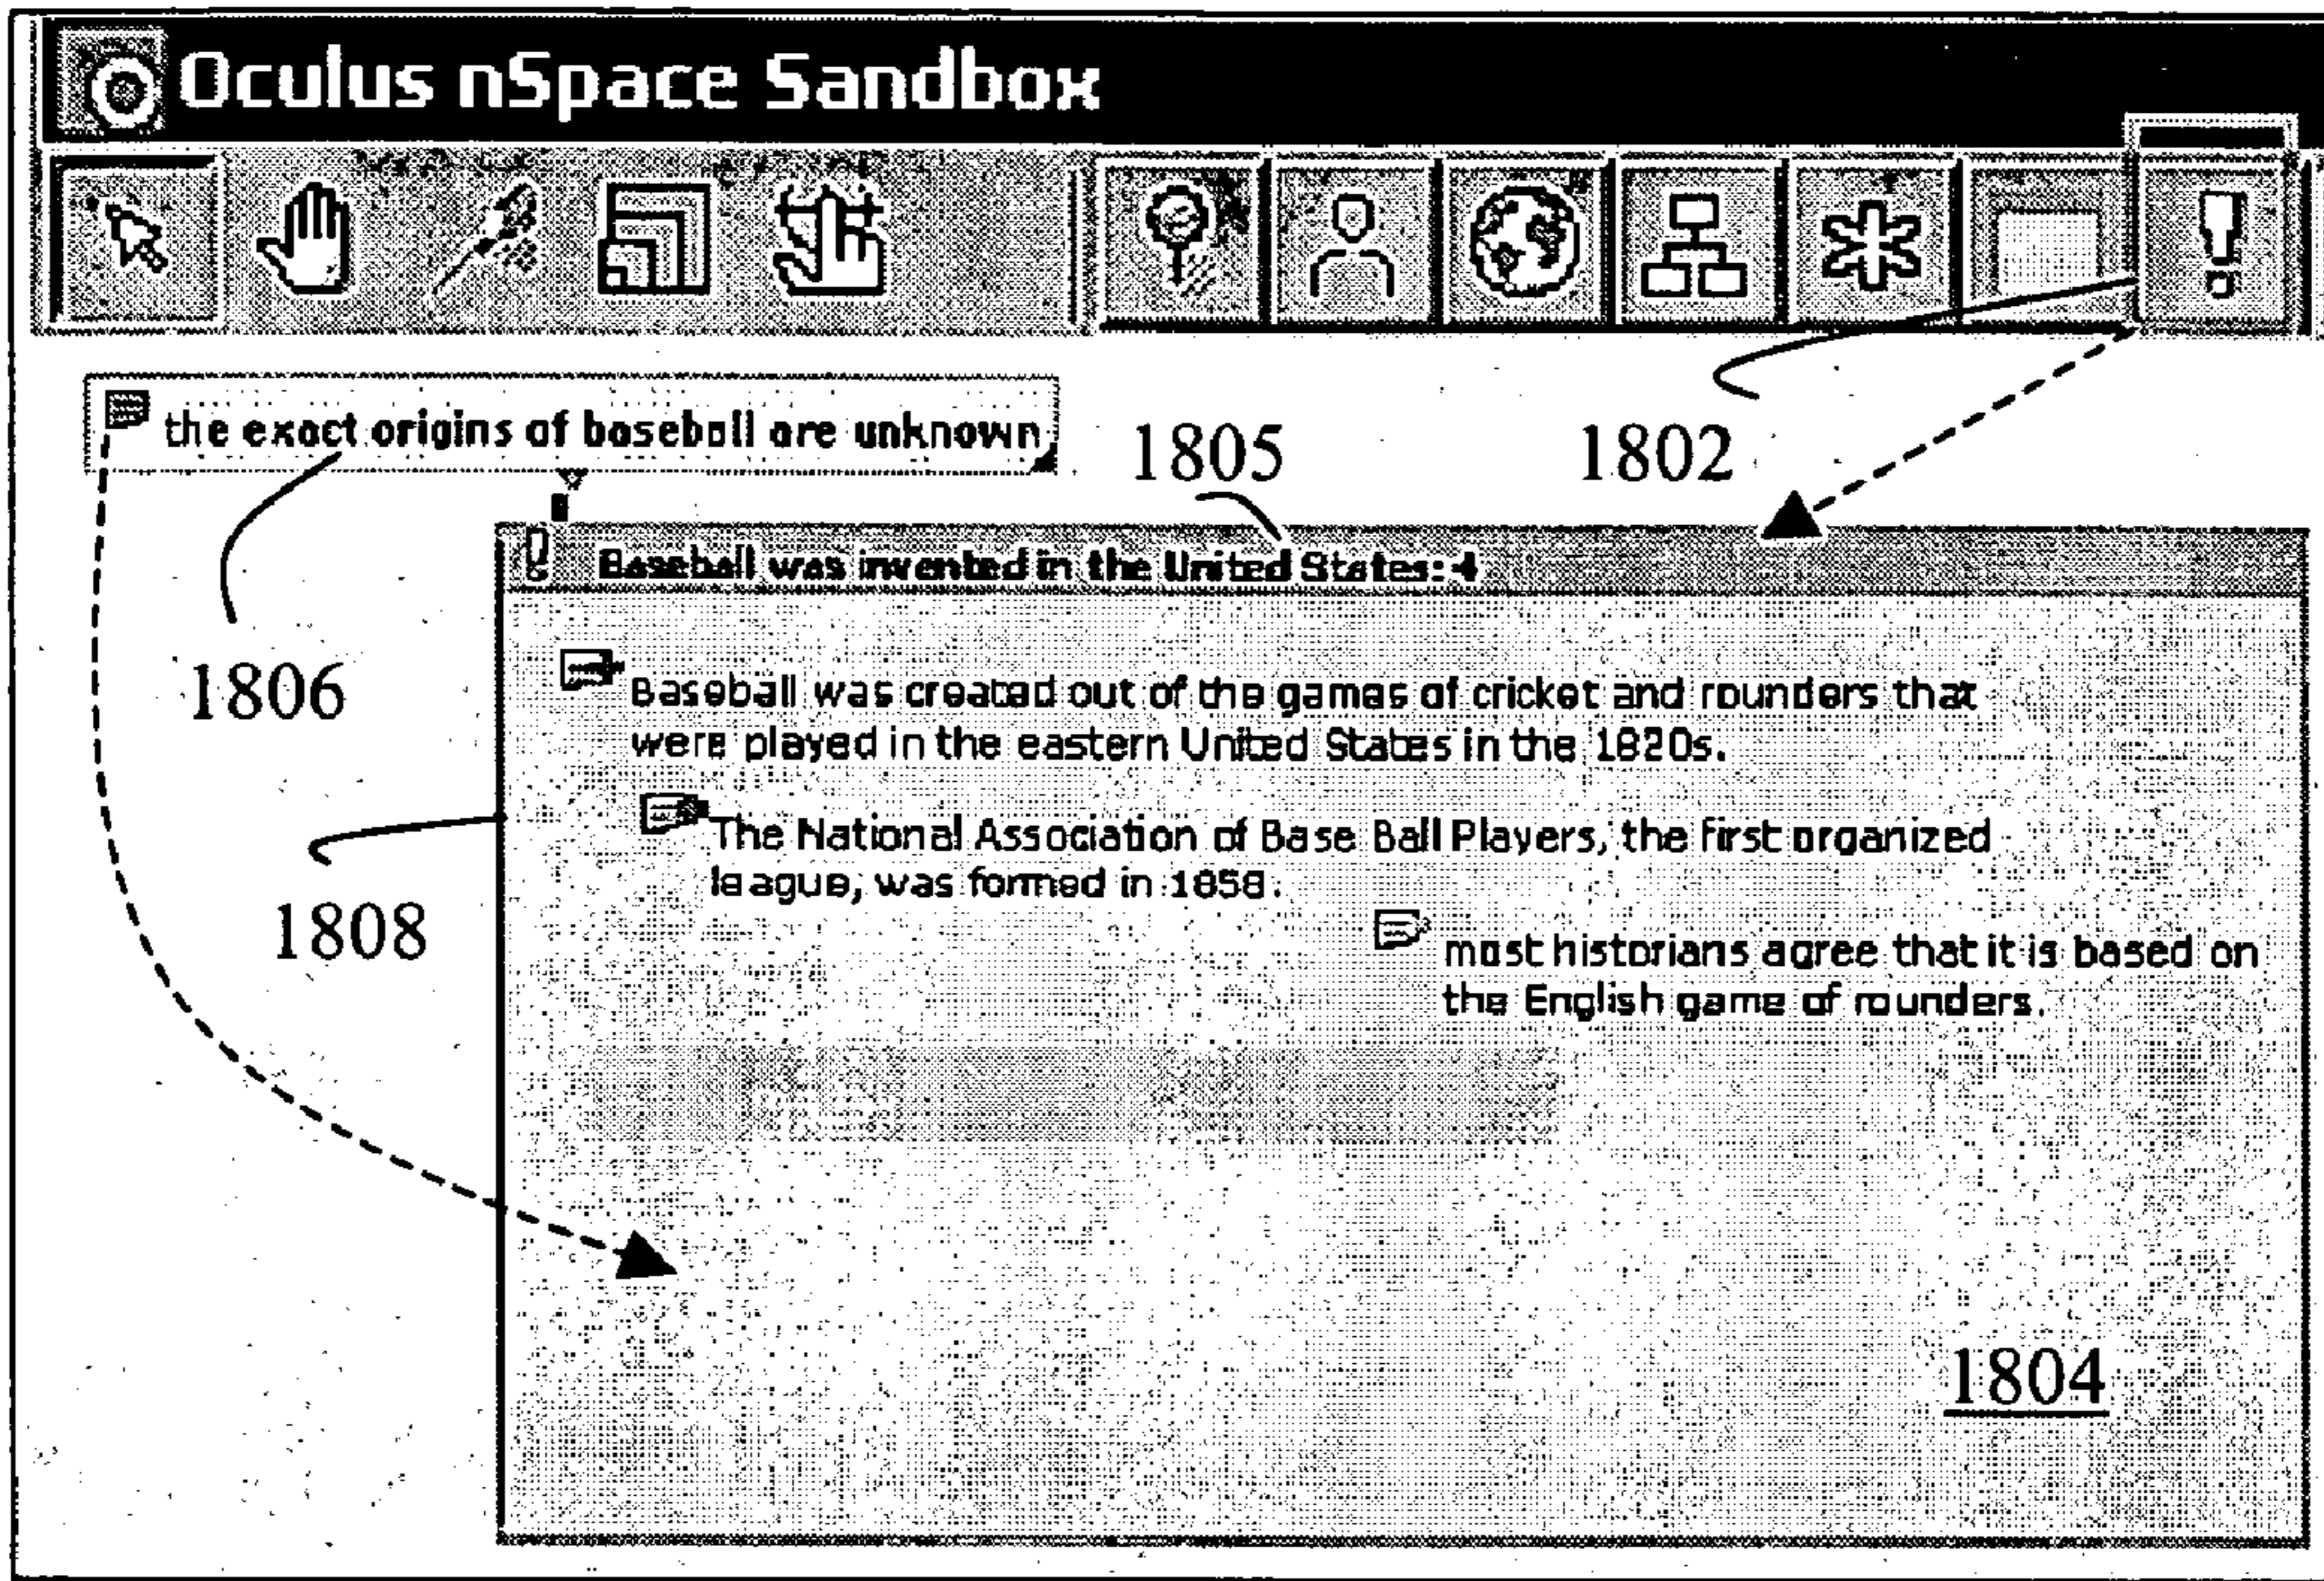 Oculus nSpace Sandbox
the exact origins of baseball are unknown
1805
1802
Baseball was invented in the United States: 4
1806
Baseball was created out of the games of cricket and rounders that
were played in the eastern United States in the 1820s.
The National Association of Base Ball Players, the first organized
league, was formed in 1858.
1808
most historians agree that it is based on
the English game of rounders.
1804